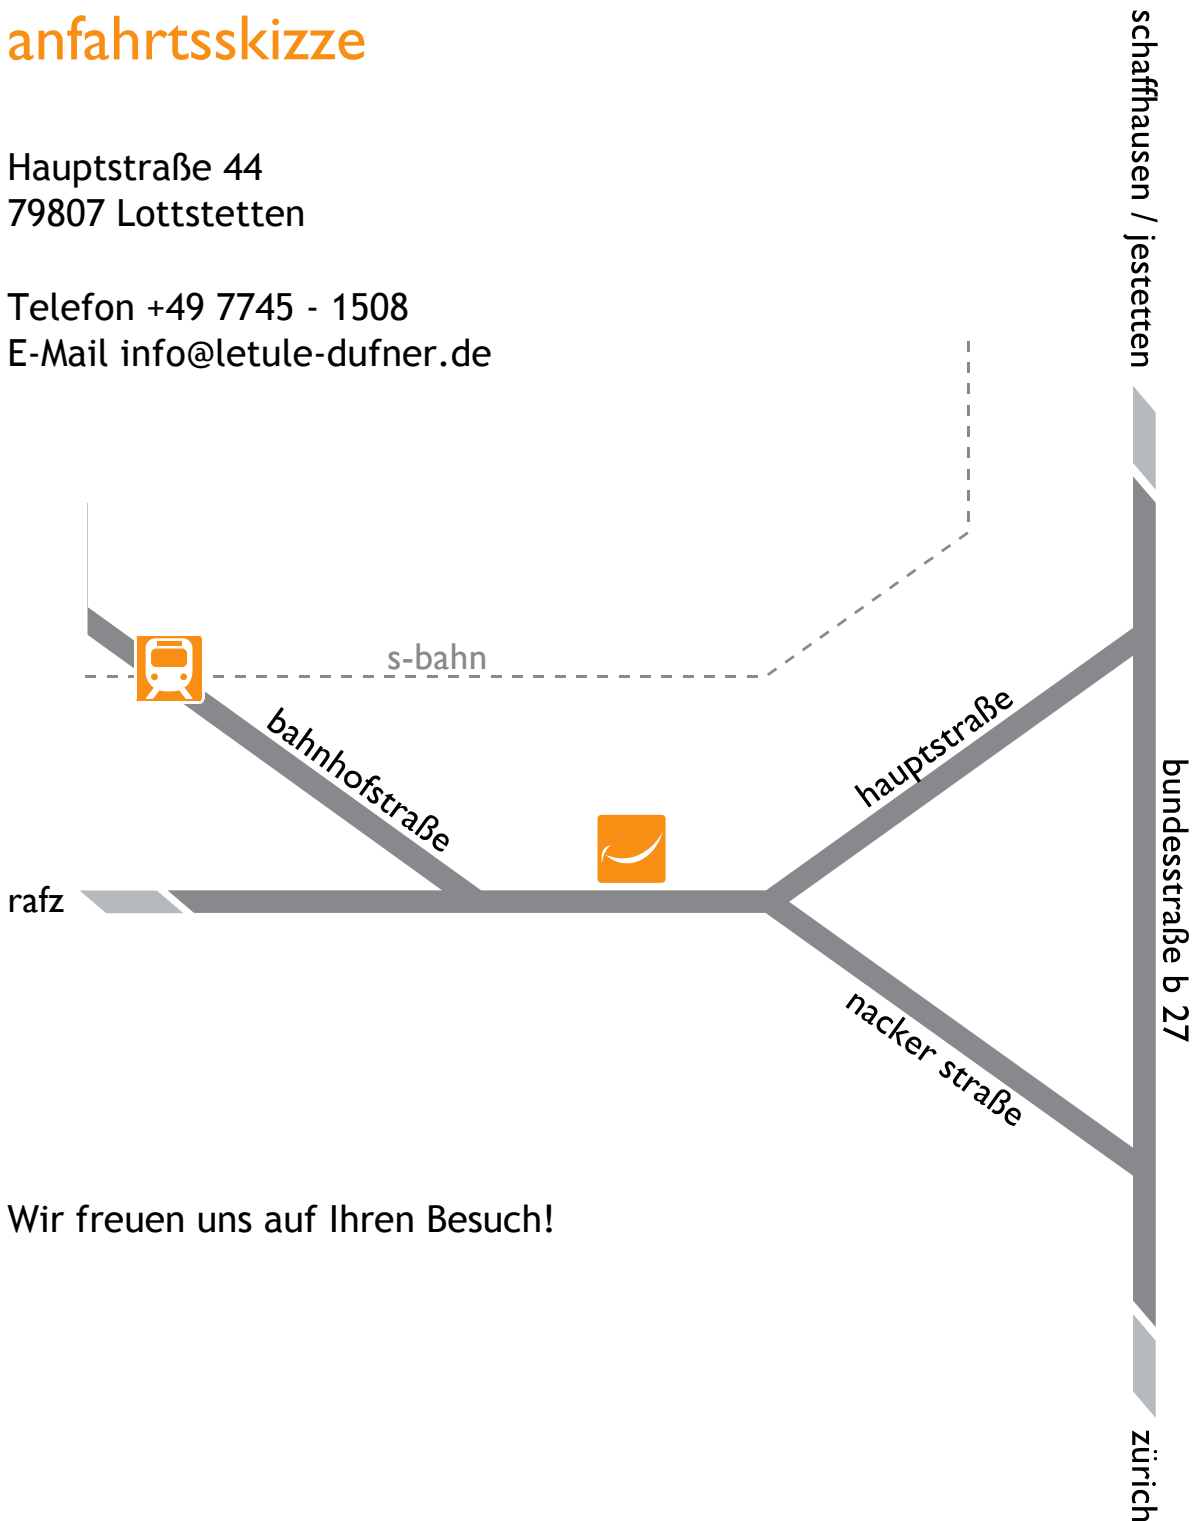 anfahrtsskizze
Hauptstraße 44
79807 Lottstetten
Telefon +49 7745 - 1508
E-Mail info@letule-dufner.de
schaffhausen / jestetten
s-bahn
bahnhofstraße
hauptstraße
bundesstraße b 27
rafz
nacker straße
Wir freuen uns auf Ihren Besuch!
zürich